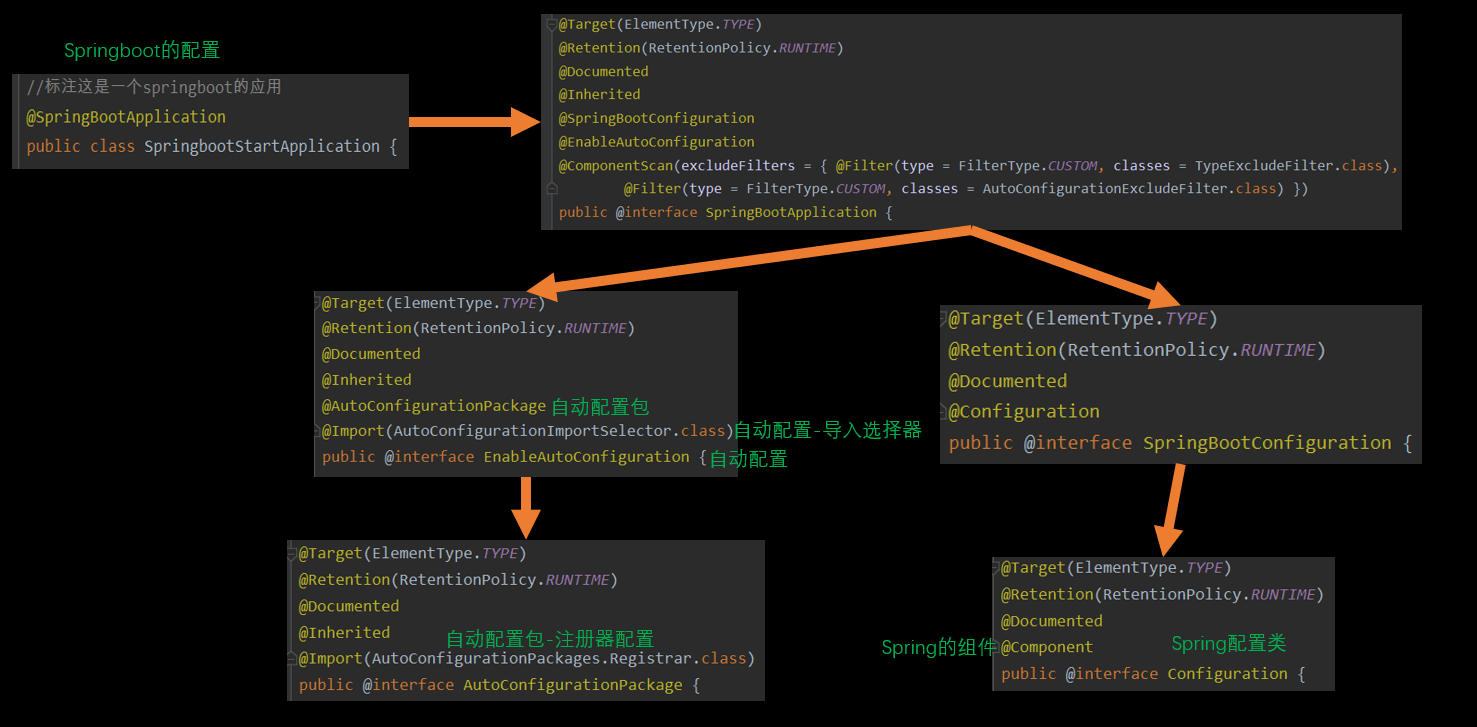 Springboot的配置
//标注这是一个springboot的应用
@SpringBootApplication
public class SpringbootStartApplication {
@Target(ElementType.TYPE)
@Retention(RetentionPolicy.RUNTIME)
@Documented
@Inherited
@SpringBootConfiguration
@EnableAutoConfiguration
@ComponentScan(excludeFilters = { @Filter(type = FilterType.CUSTOM, classes = TypeExcludeFilter.class),
@Filter(type = FilterType.CUSTOM, classes = AutoConfigurationExcludeFilter.class) })
public @interface SpringBootApplication {
@Target(ElementType.TYPE)
@Retention(RetentionPolicy.RUNTIME)
@Documented
@Inherited
@AutoConfigurationPackage 自动配置包
@Import(AutoConfigurationImportSelector.class)自动配置-导入选择器
public @interface EnableAutoConfiguration {自动配置
@Target(ElementType.TYPE)
@Retention(RetentionPolicy.RUNTIME)
@Documented
@Configuration
public @interface SpringBootConfiguration {
@Target(ElementType.TYPE)
@Retention(RetentionPolicy.RUNTIME)
@Documented
@Inherited
自动配置包-注册器配置
@Import(AutoConfigurationPackages.Registrar.class)
public @interface AutoConfigurationPackage {
@Target(ElementType.TYPE)
@Retention(RetentionPolicy.RUNTIME)
@Documented
Spring的组件 @Component Spring配置类
public @interface Configuration {